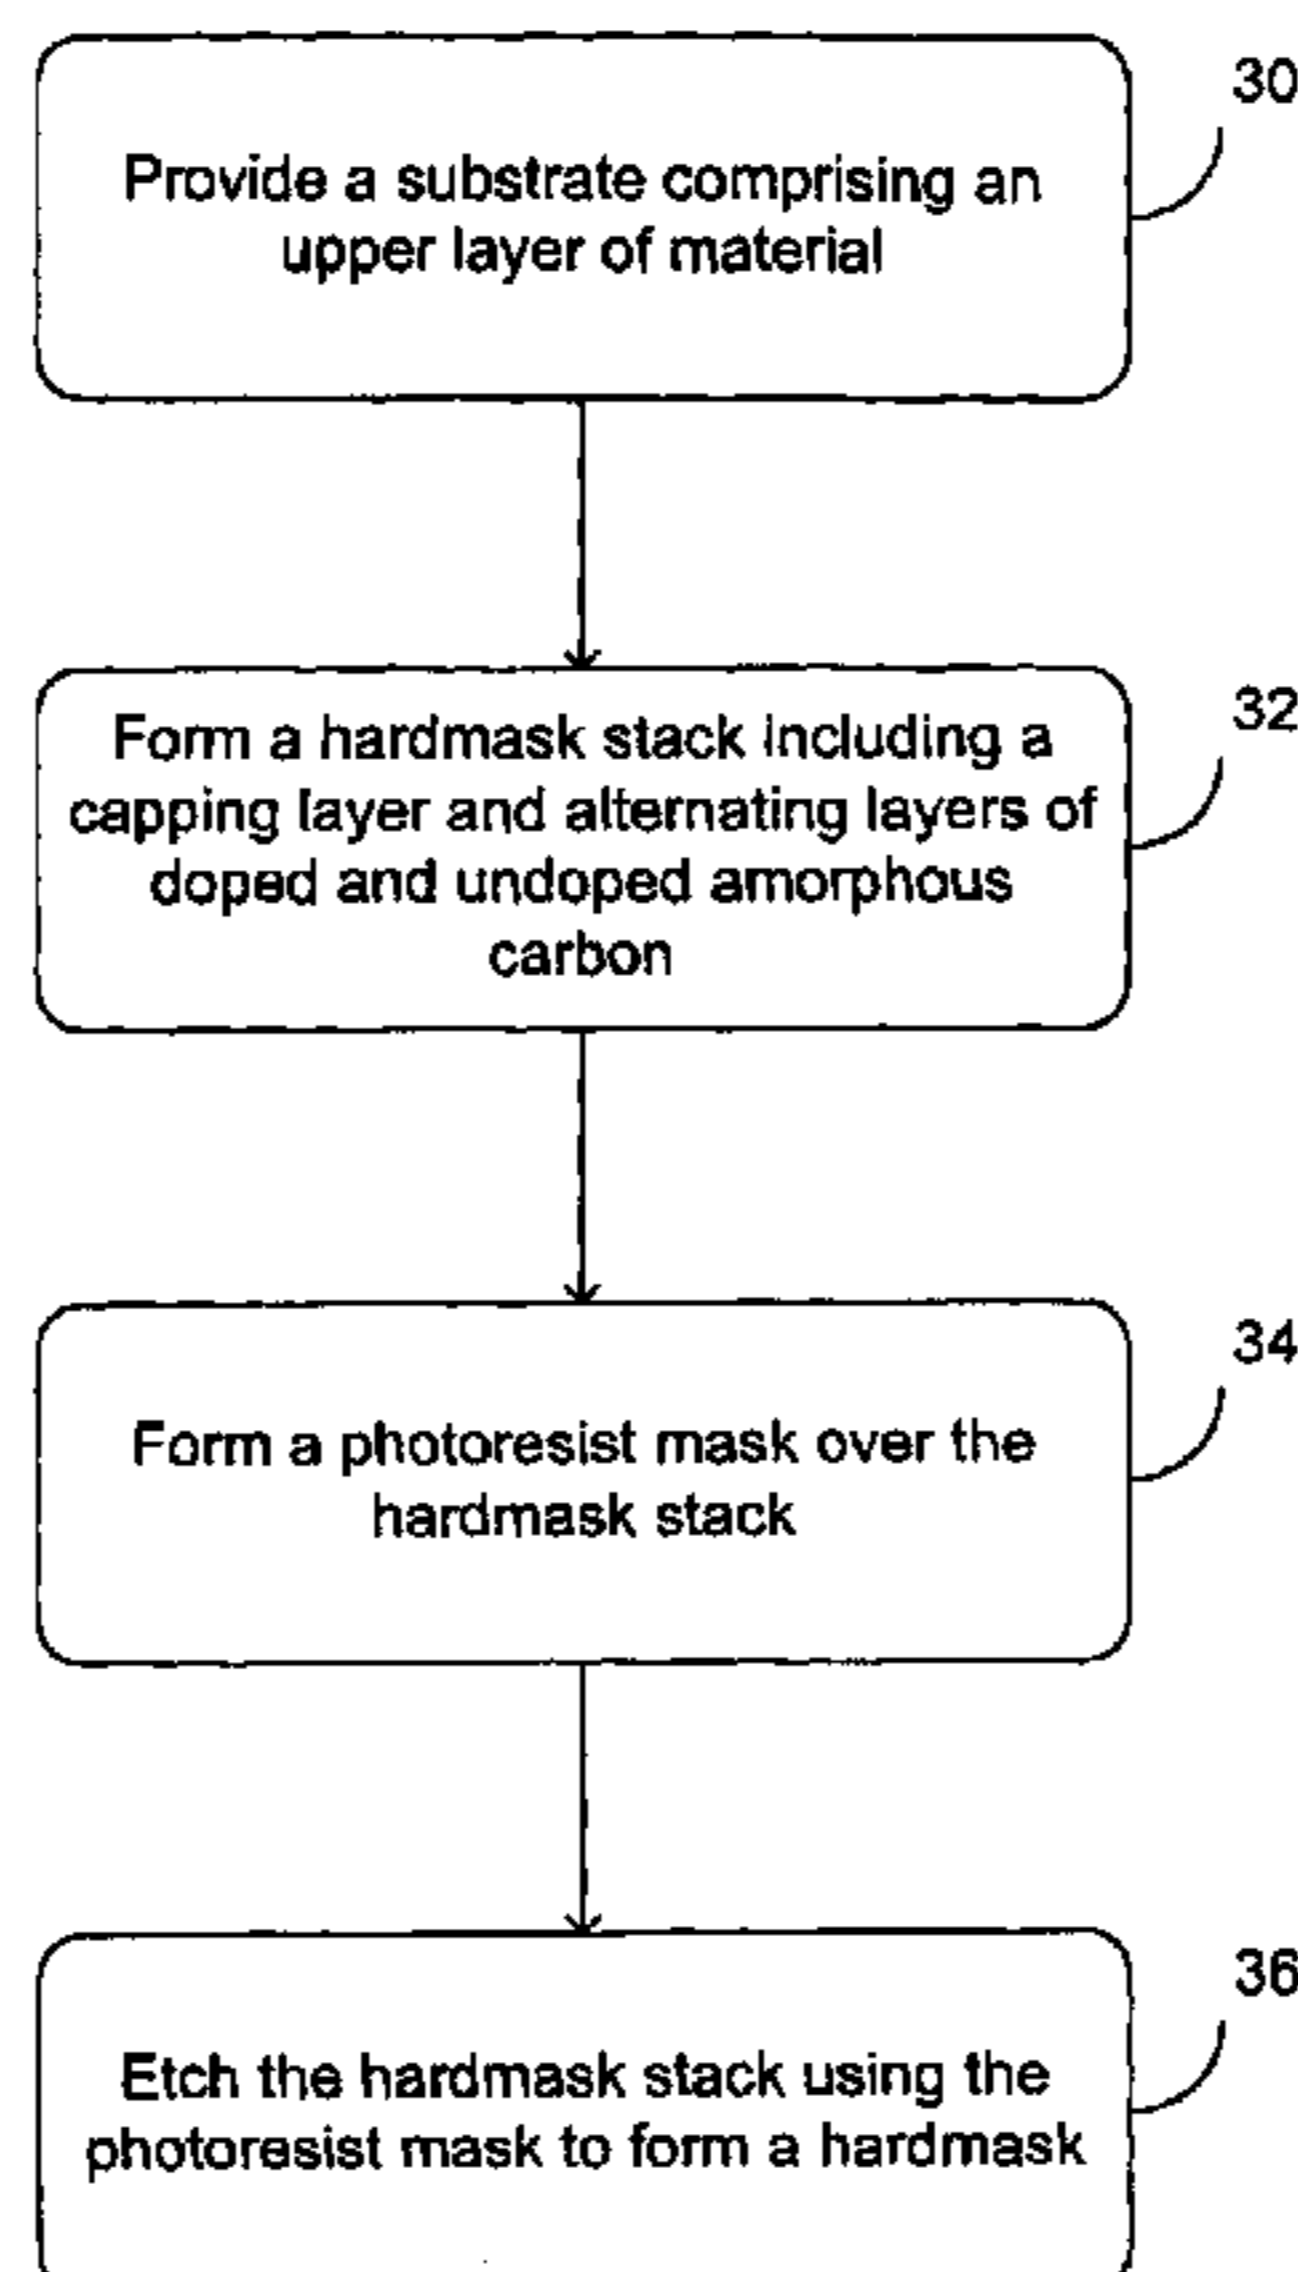 30
Provide a substrate comprising an
upper layer of material
32
Form a hardmask stack including a
capping layer and alternating layers of
doped and undoped amorphous
carbon
34
Form a photoresist mask over the
hardmask stack
36
Etch the hardmask stack using the
photoresist mask to form a hardmask